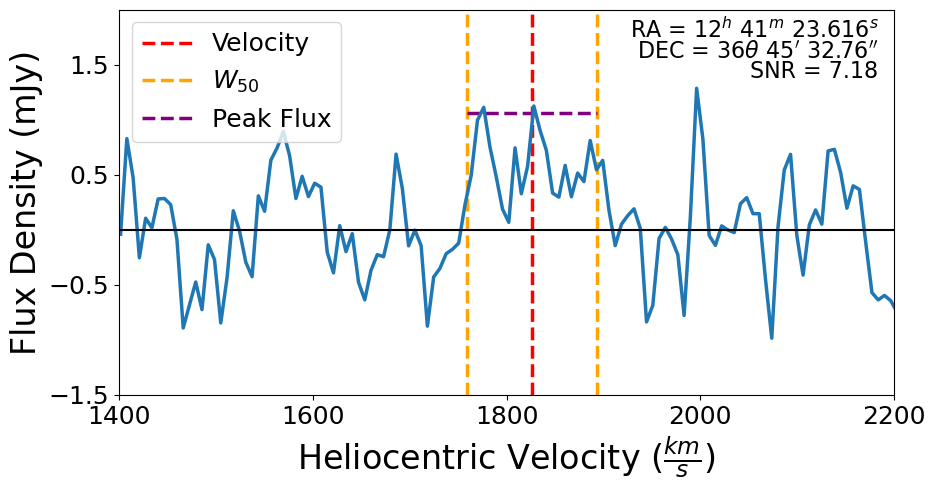 Velocity
W₅₀
Peak Flux
RA = 12ʰ 41ᵐ 23.616ˢ
DEC = 36θ 45′ 32.76″
SNR = 7.18
Flux Density (mJy)
1.5
0.5
−0.5
−1.5
1400 1600 1800 2000 2200
Heliocentric Velocity (km/s)